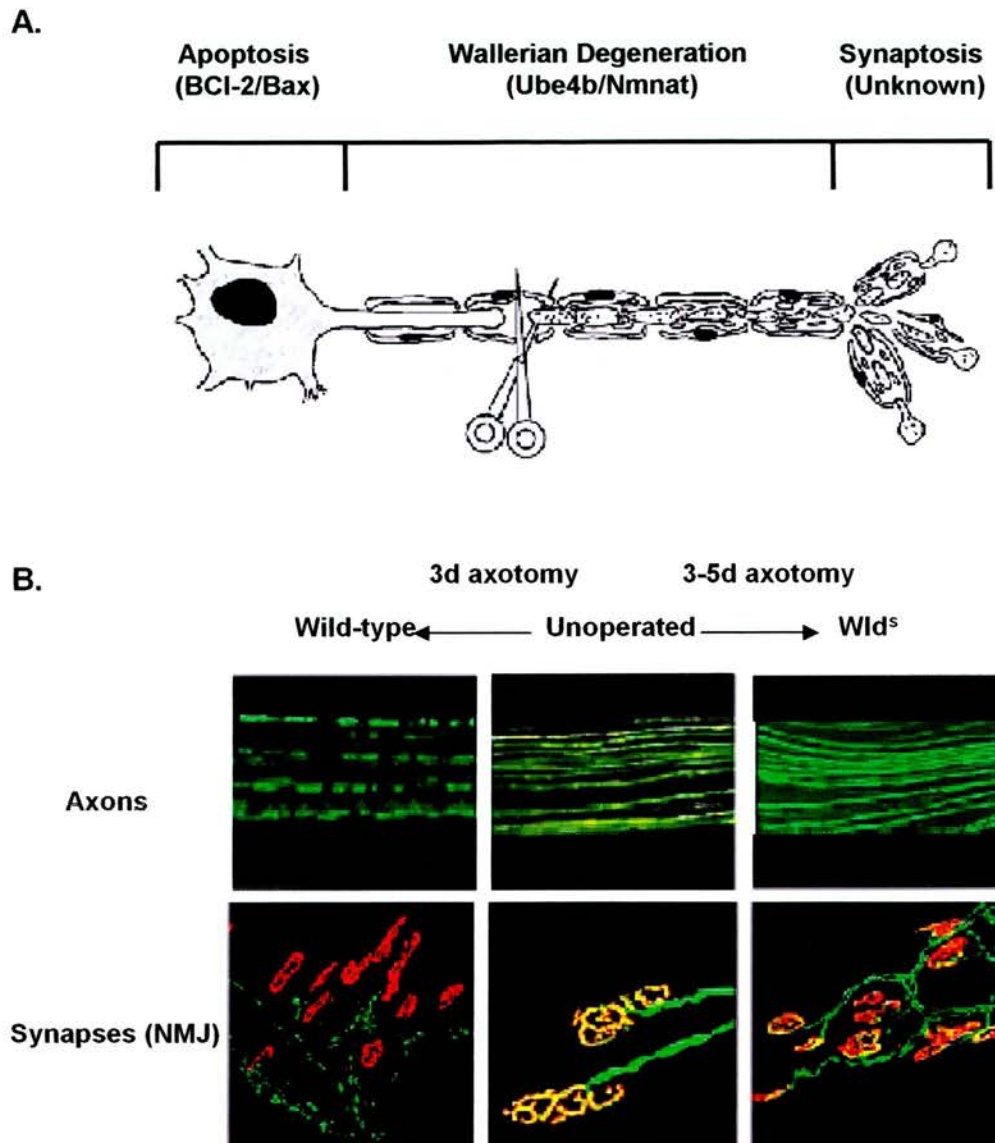 A.
Apoptosis Wallerian Degeneration Synaptosis
(BCl-2/Bax) (Ube4b/Nmnat) (Unknown)
B.
3d axotomy 3-5d axotomy
Wild-type Unoperated Wldˢ
Axons
Synapses (NMJ)